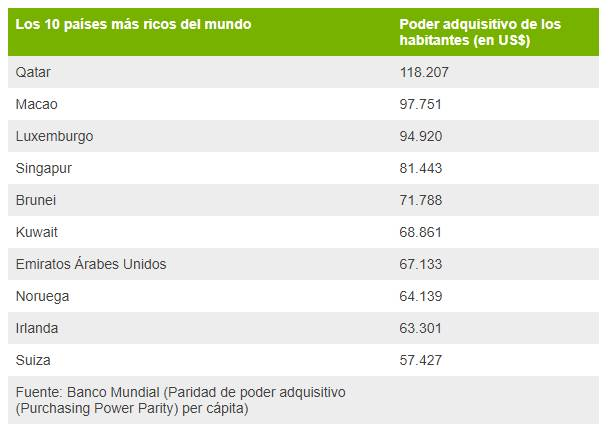 Los 10 países más ricos del mundo
Poder adquisitivo de los
habitantes (en US$)
Qatar 118.207
Macao 97.751
Luxemburgo 94.920
Singapur 81.443
Brunei 71.788
Kuwait 68.861
Emiratos Árabes Unidos 67.133
Noruega 64.139
Irlanda 63.301
Suiza 57.427
Fuente: Banco Mundial (Paridad de poder adquisitivo
(Purchasing Power Parity) per cápita)